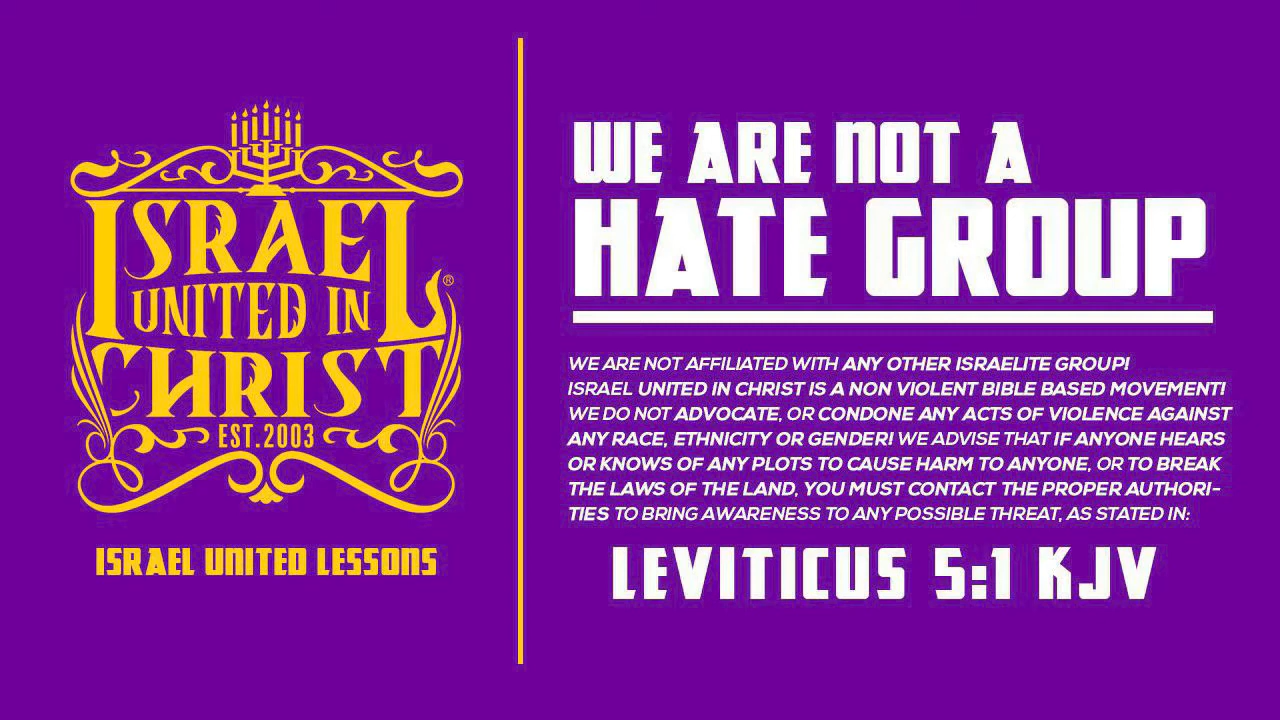 ISRAEL
UNITED IN
CHRIST
®
EST.2003
ISRAEL UNITED LESSONS
WE ARE NOT A
HATE GROUP
WE ARE NOT AFFILIATED WITH ANY OTHER ISRAELITE GROUP!
ISRAEL UNITED IN CHRIST IS A NON VIOLENT BIBLE BASED MOVEMENT!
WE DO NOT ADVOCATE, OR CONDONE ANY ACTS OF VIOLENCE AGAINST
ANY RACE, ETHNICITY OR GENDER! WE ADVISE THAT IF ANYONE HEARS
OR KNOWS OF ANY PLOTS TO CAUSE HARM TO ANYONE, OR TO BREAK
THE LAWS OF THE LAND, YOU MUST CONTACT THE PROPER AUTHORI-
TIES TO BRING AWARENESS TO ANY POSSIBLE THREAT, AS STATED IN:
LEVITICUS 5:1 KJV